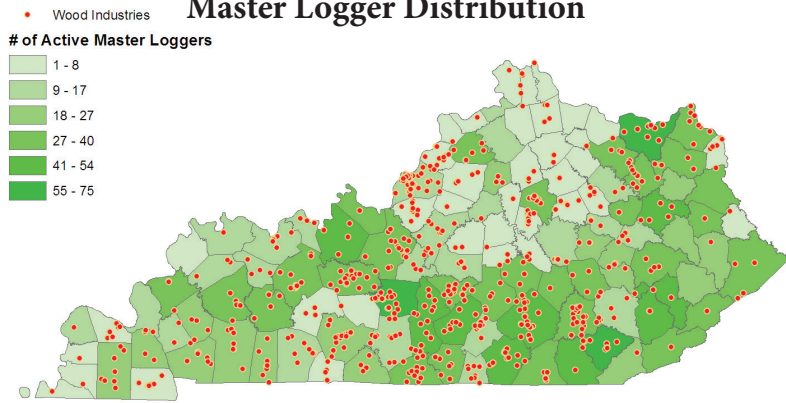 Master Logger Distribution
Wood Industries
# of Active Master Loggers
1 - 8
9 - 17
18 - 27
27 - 40
41 - 54
55 - 75